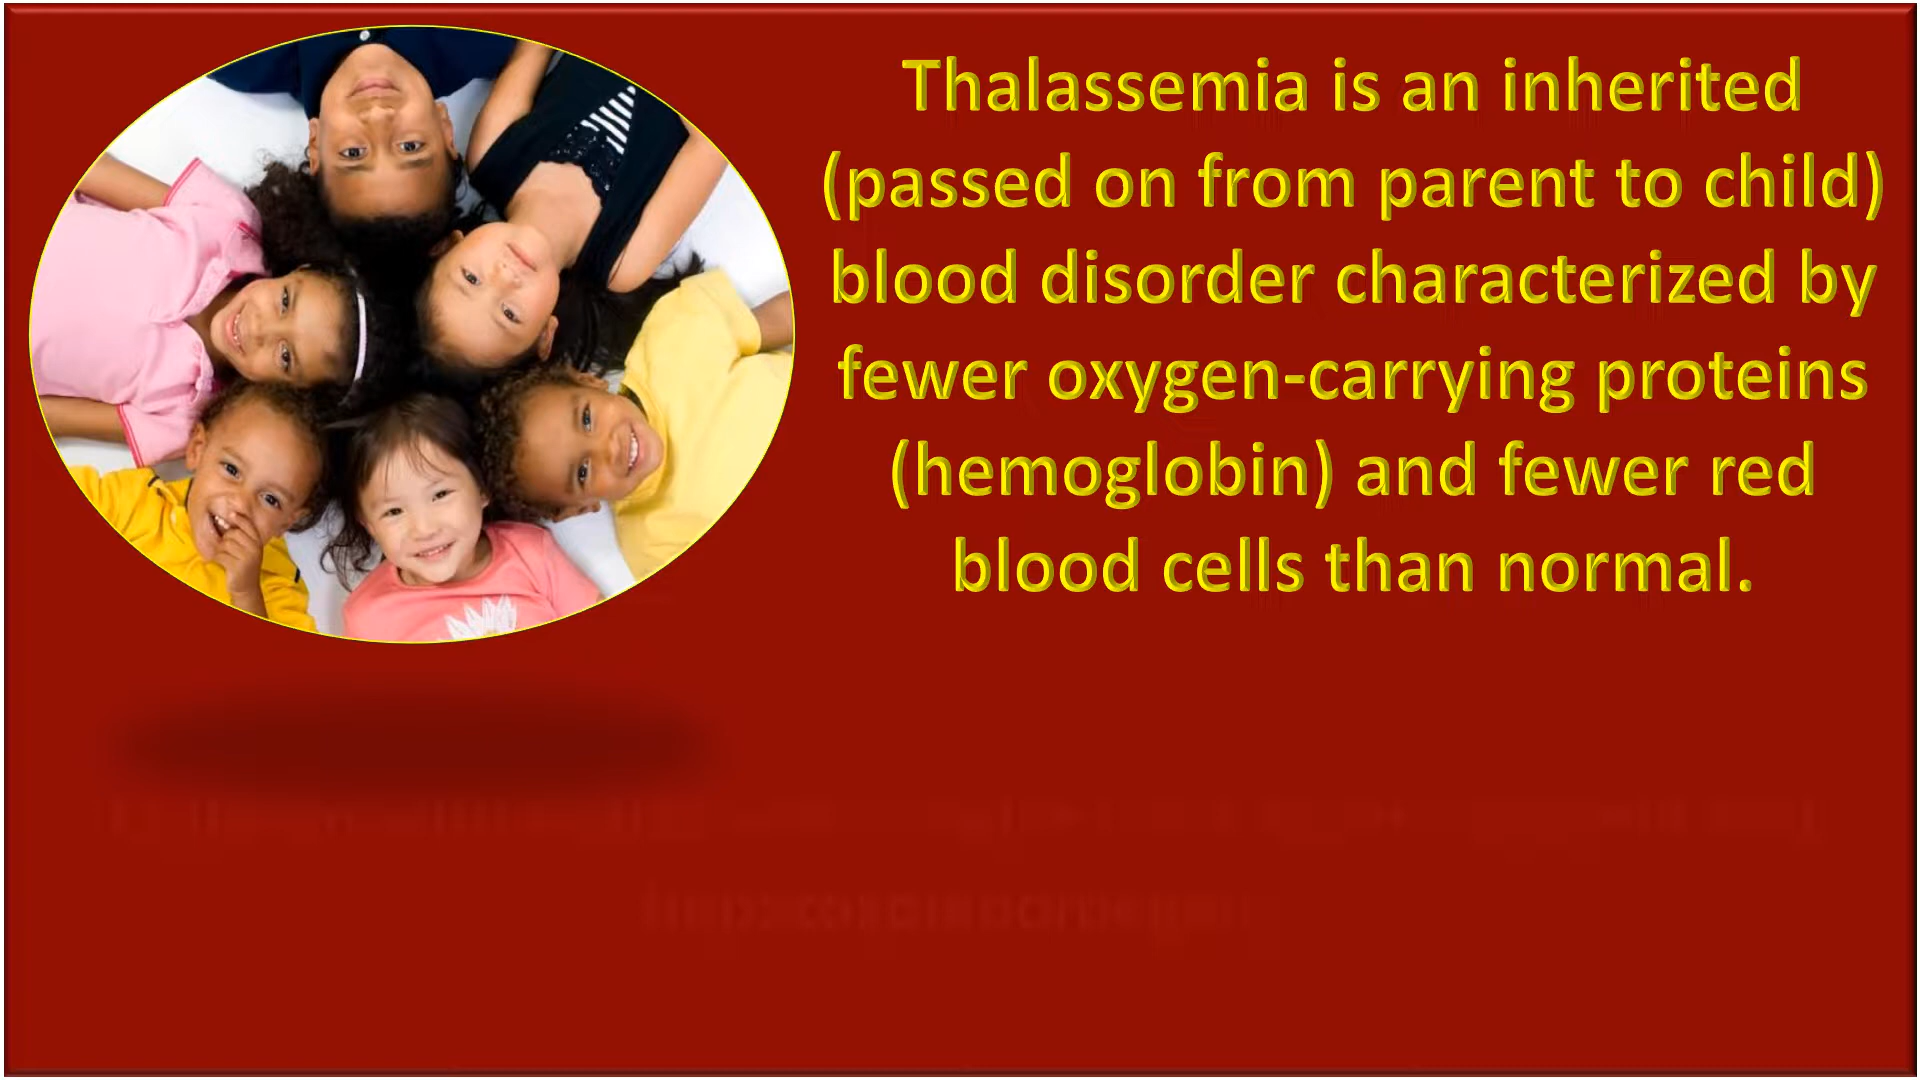 Thalassemia is an inherited
(passed on from parent to child)
blood disorder characterized by
fewer oxygen-carrying proteins
(hemoglobin) and fewer red
blood cells than normal.